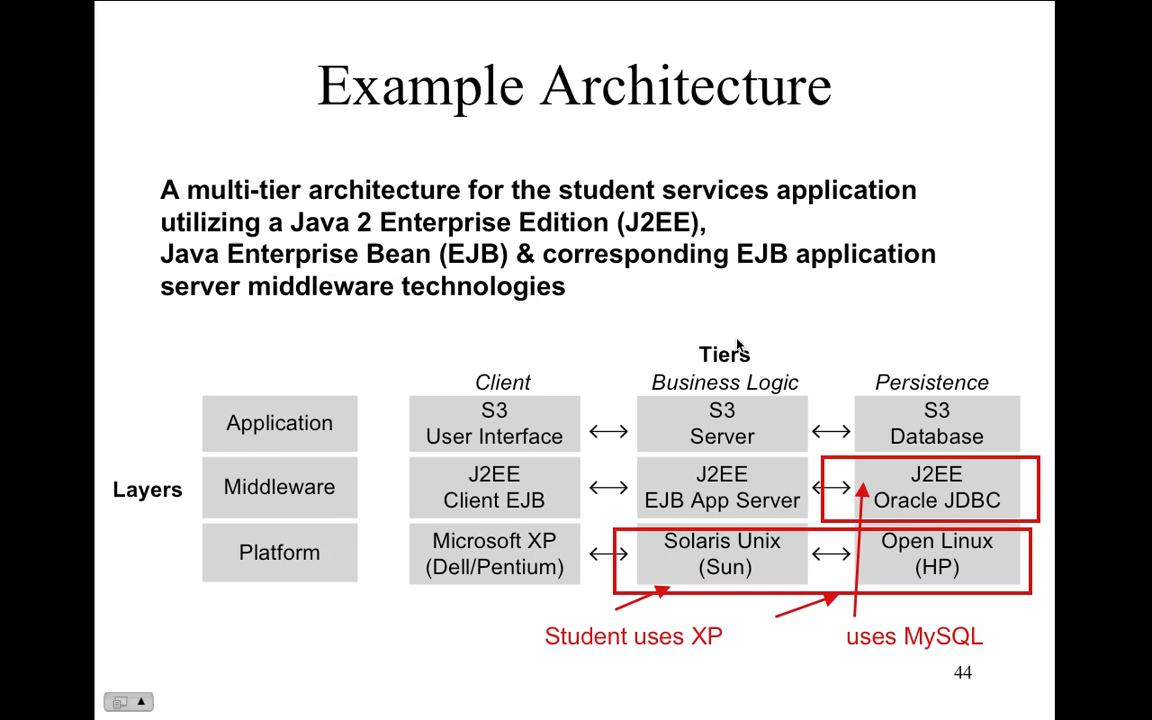 Example Architecture
A multi-tier architecture for the student services application
utilizing a Java 2 Enterprise Edition (J2EE),
Java Enterprise Bean (EJB) & corresponding EJB application
server middleware technologies
Tiers
Client
Business Logic
Persistence
Layers
Application
S3
User Interface
S3
Server
S3
Database
Middleware
J2EE
Client EJB
J2EE
EJB App Server
J2EE
Oracle JDBC
Platform
Microsoft XP
(Dell/Pentium)
Solaris Unix
(Sun)
Open Linux
(HP)
Student uses XP
uses MySQL
44